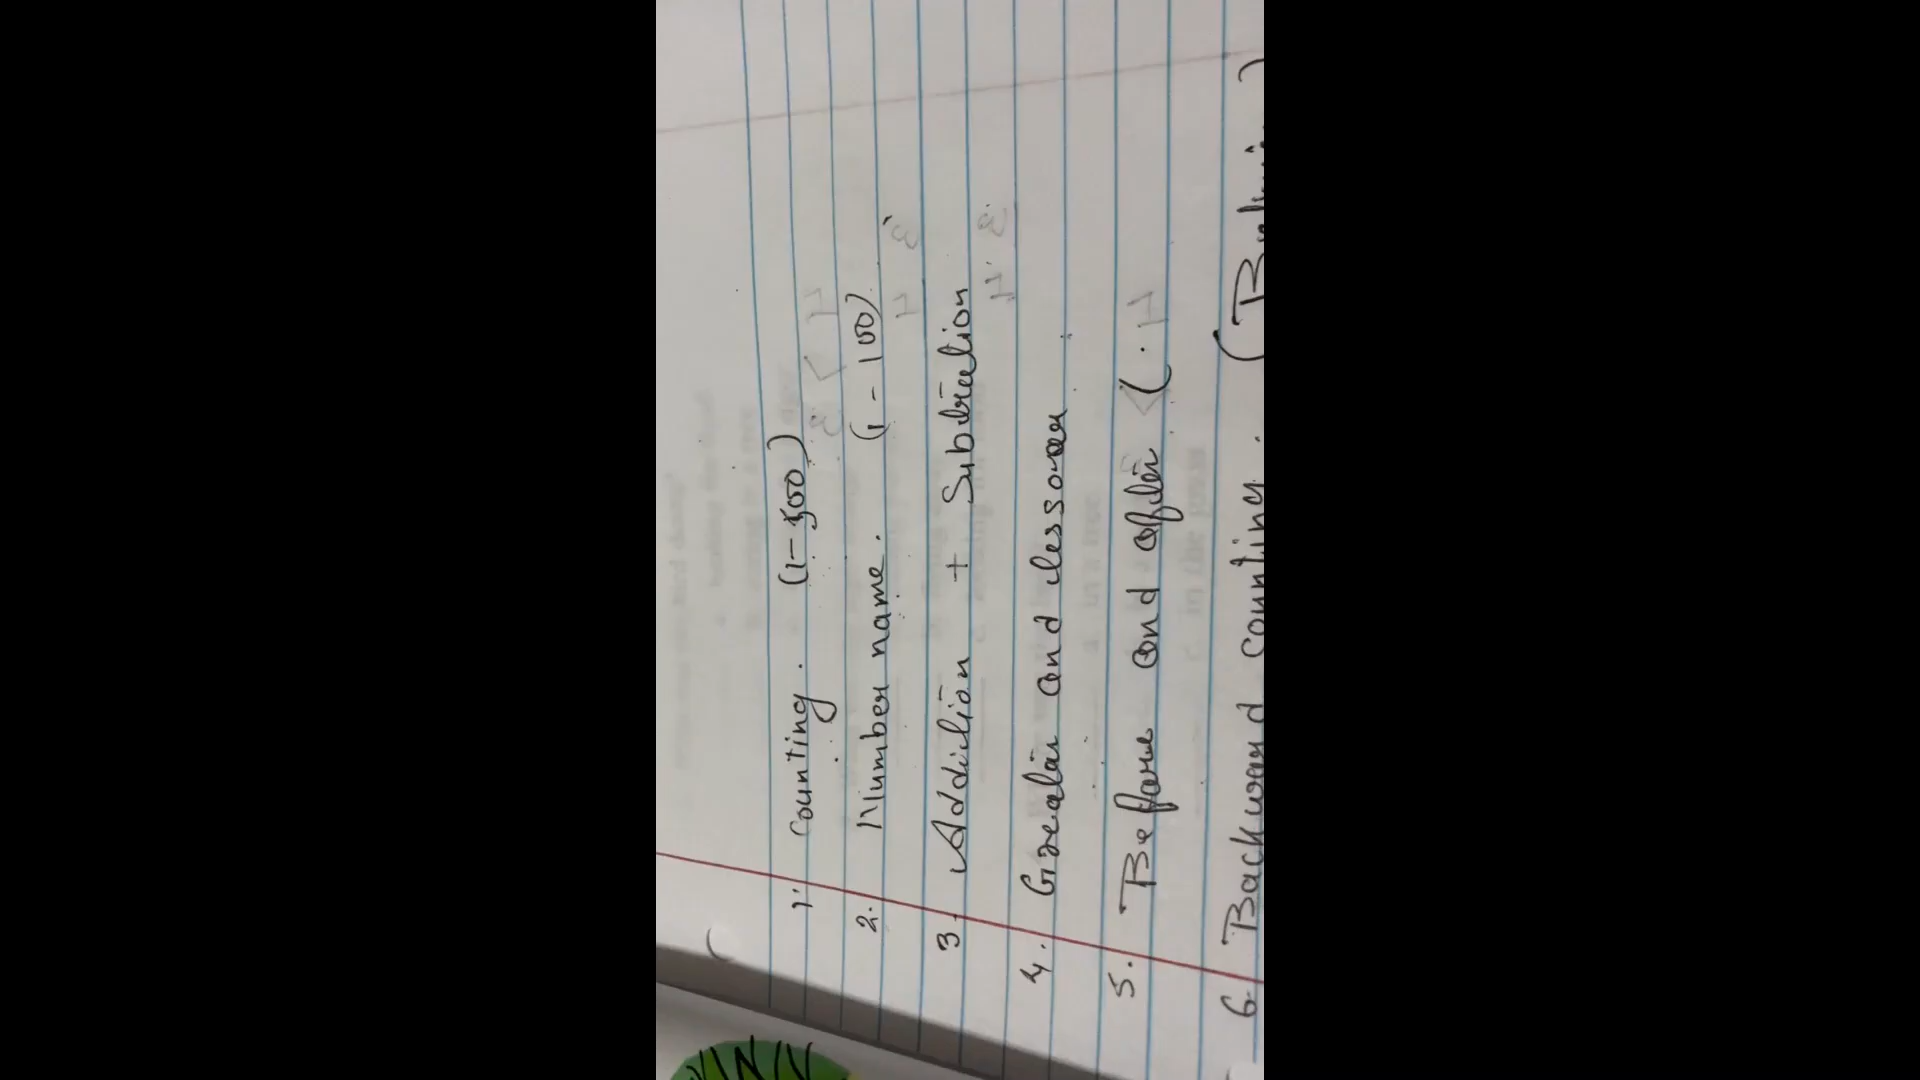 1. Counting. (1-500)
2. Number name. (1 - 100)
3. Addition + Subtraction
4. Greater and lesser
5. Before and after (.
6. Backward counting. (